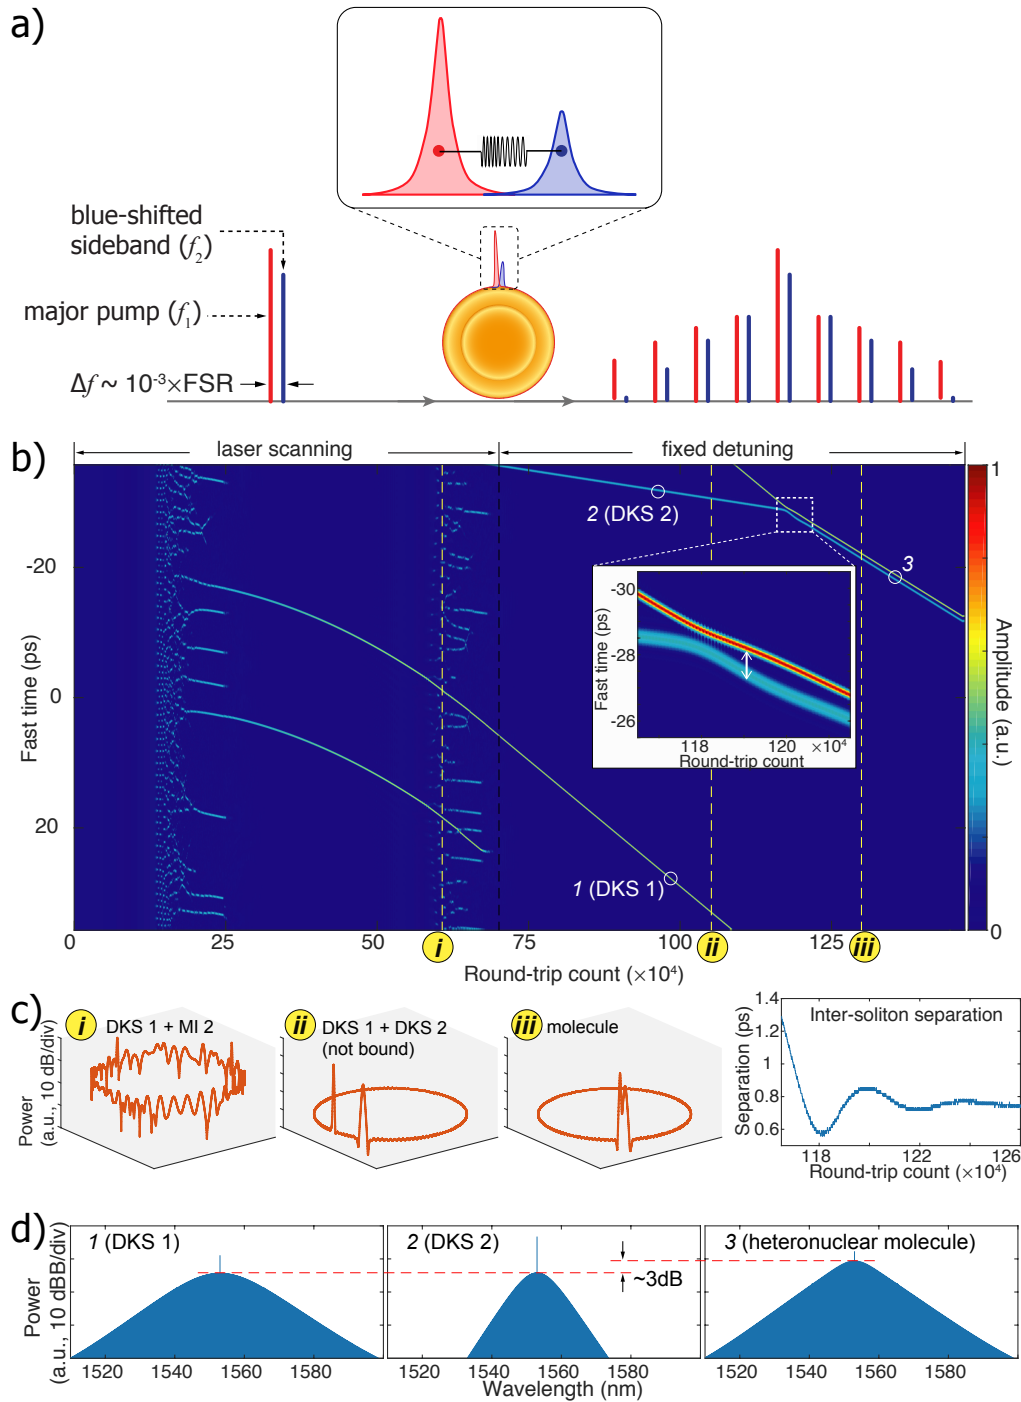 a)
blue-shifted
sideband (f2)
major pump (f1)
Δf ~ 10-3×FSR
b)
laser scanning
fixed detuning
2 (DKS 2)
3
1 (DKS 1)
-20
0
20
Fast time (ps)
0
25
50
75
100
125
i
ii
iii
Round-trip count (×10⁴)
1
0
Amplitude (a.u.)
-30
-28
-26
Fast time (ps)
118
120
×10⁴
Round-trip count
c)
i
DKS 1 + MI 2
ii
DKS 1 + DKS 2
(not bound)
iii
molecule
Power
(a.u., 10 dB/div)
Inter-soliton separation
1.4
1.2
1
0.8
0.6
Separation (ps)
118
122
126
Round-trip count (×10⁴)
d)
1 (DKS 1)
2 (DKS 2)
3 (heteronuclear molecule)
~3dB
Power
(a.u., 10 dBB/div)
1520
1540
1560
1580
1520
1540
1560
1580
1520
1540
1560
1580
Wavelength (nm)